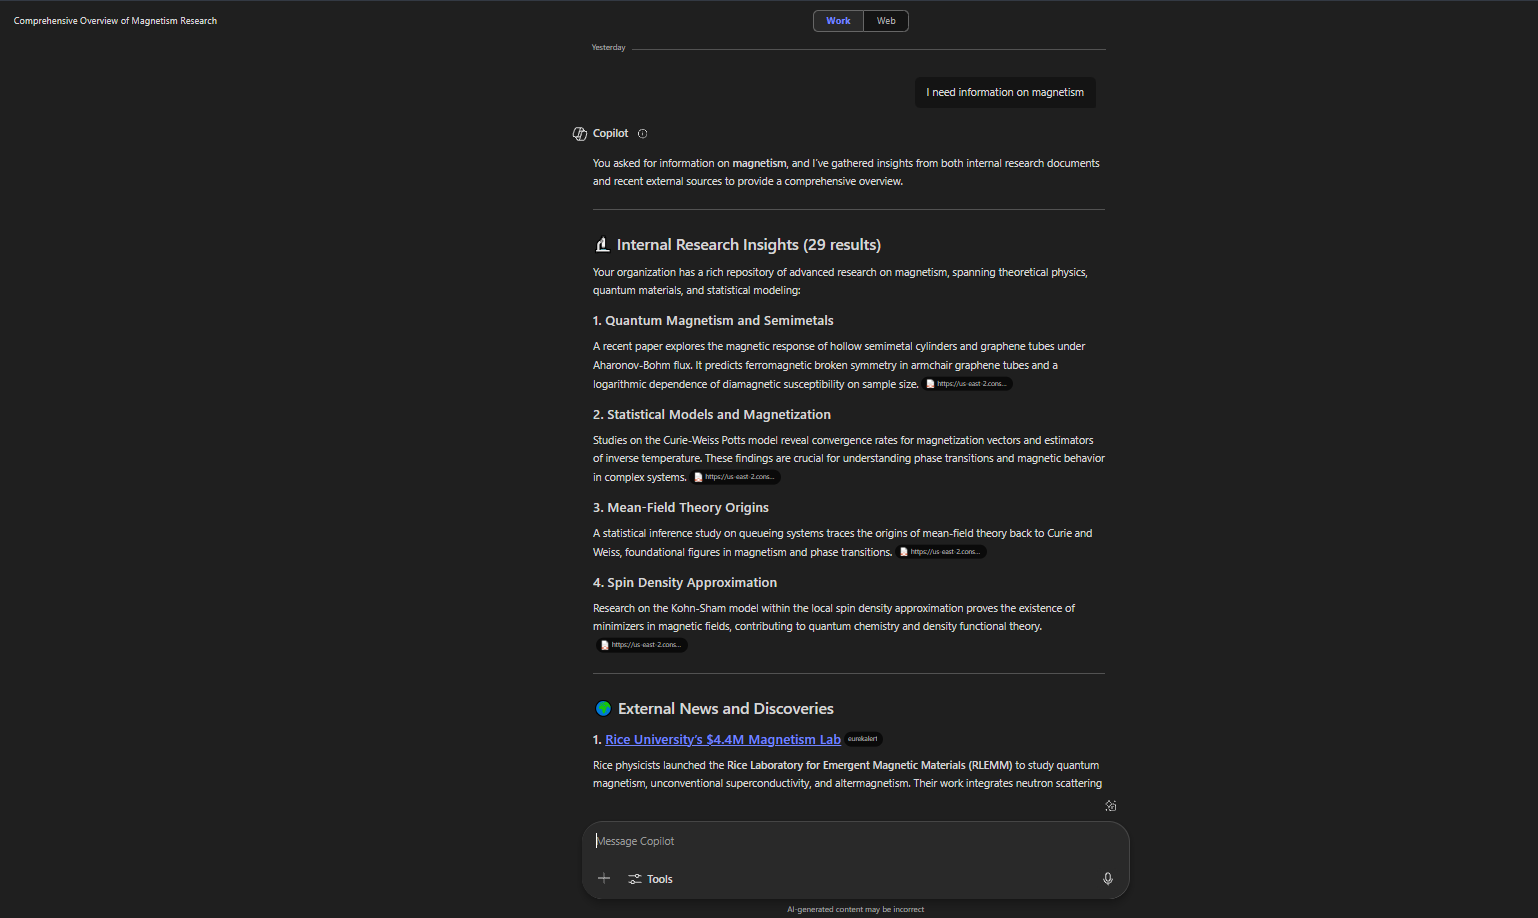 Comprehensive Overview of Magnetism Research
Work
Web
Yesterday
I need information on magnetism
Copilot
You asked for information on magnetism, and I've gathered insights from both internal research documents
and recent external sources to provide a comprehensive overview.
Internal Research Insights (29 results)
Your organization has a rich repository of advanced research on magnetism, spanning theoretical physics,
quantum materials, and statistical modeling:
1. Quantum Magnetism and Semimetals
A recent paper explores the magnetic response of hollow semimetal cylinders and graphene tubes under
Aharonov-Bohm flux. It predicts ferromagnetic broken symmetry in armchair graphene tubes and a
logarithmic dependence of diamagnetic susceptibility on sample size. https://us-east-2.cons...
2. Statistical Models and Magnetization
Studies on the Curie-Weiss Potts model reveal convergence rates for magnetization vectors and estimators
of inverse temperature. These findings are crucial for understanding phase transitions and magnetic behavior
in complex systems. https://us-east-2.cons...
3. Mean-Field Theory Origins
A statistical inference study on queueing systems traces the origins of mean-field theory back to Curie and
Weiss, foundational figures in magnetism and phase transitions. https://us-east-2.cons...
4. Spin Density Approximation
Research on the Kohn-Sham model within the local spin density approximation proves the existence of
minimizers in magnetic fields, contributing to quantum chemistry and density functional theory.
https://us-east-2.cons...
External News and Discoveries
1. Rice University's $4.4M Magnetism Lab eurekalert
Rice physicists launched the Rice Laboratory for Emergent Magnetic Materials (RLEMM) to study quantum
magnetism, unconventional superconductivity, and altermagnetism. Their work integrates neutron scattering
Message Copilot
Tools
AI-generated content may be incorrect